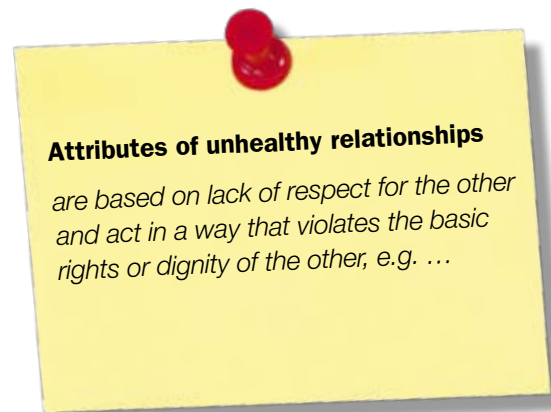 Attributes of unhealthy relationships
are based on lack of respect for the other
and act in a way that violates the basic
rights or dignity of the other, e.g. …